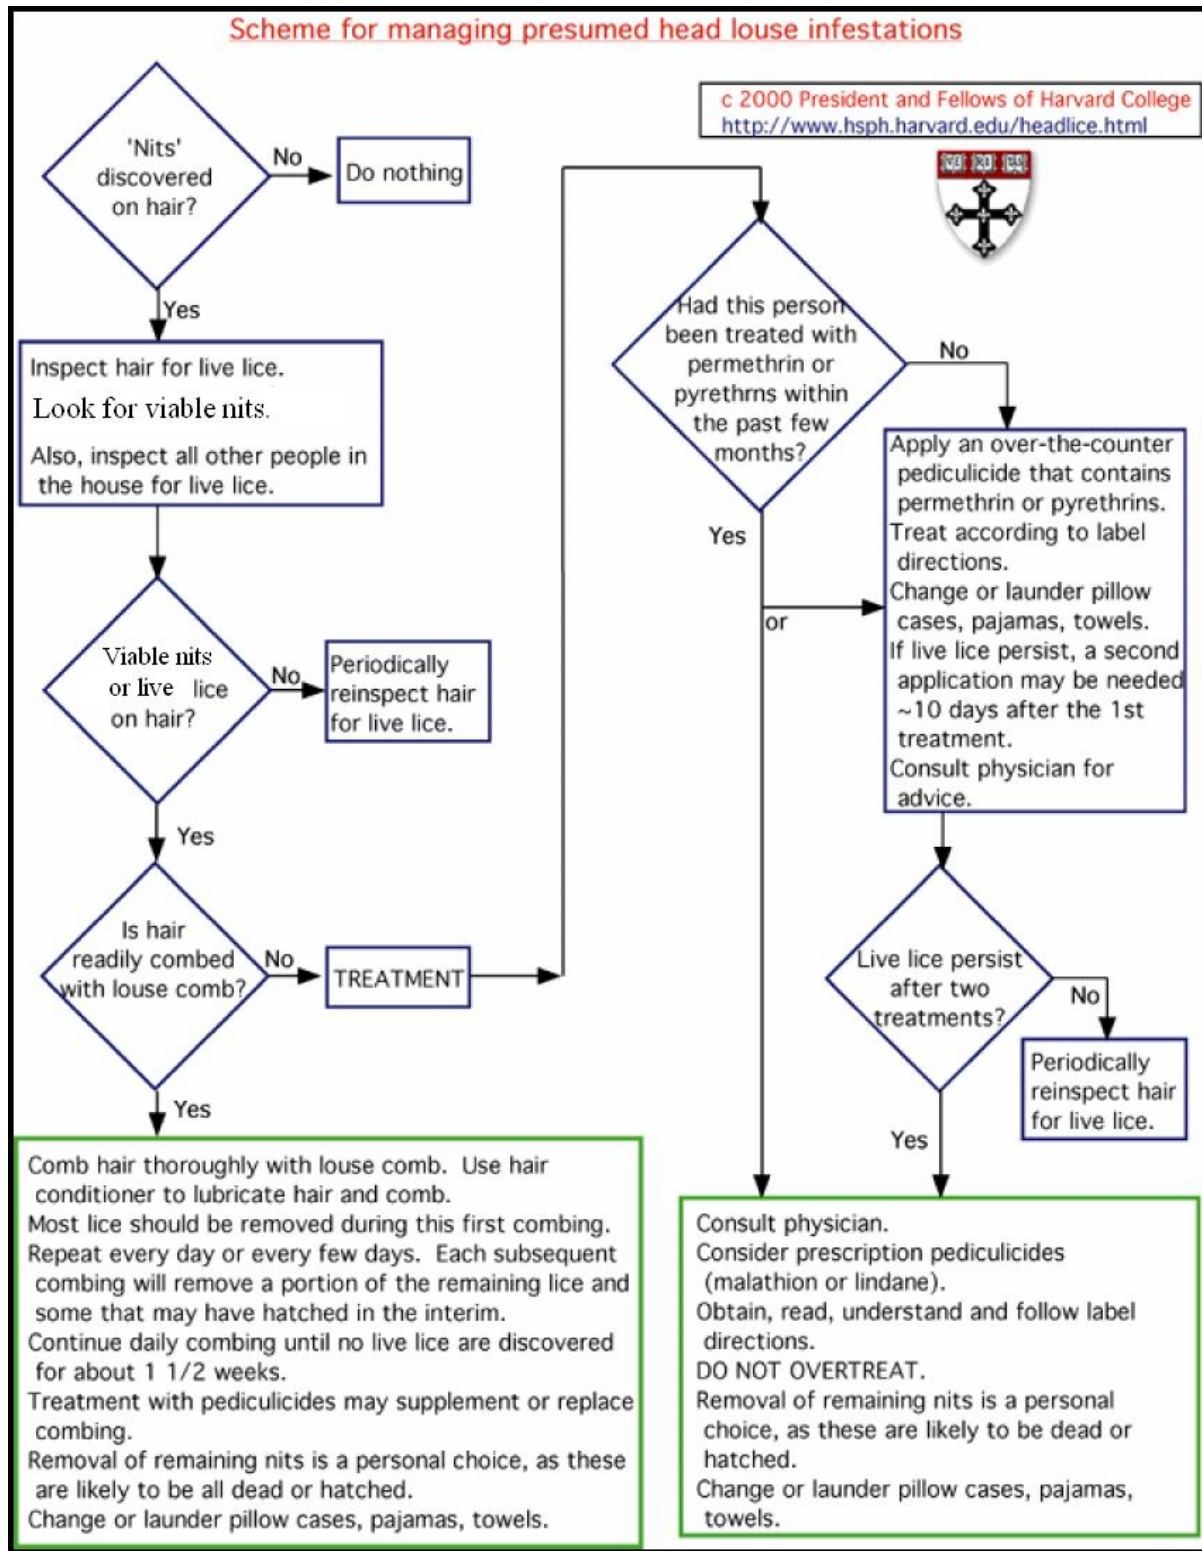 Scheme for managing presumed head louse infestations
c 2000 President and Fellows of Harvard College
http://www.hsph.harvard.edu/headlice.html
VE RI TAS
'Nits'
discovered
on hair?
No
Do nothing
Yes
Inspect hair for live lice.
Look for viable nits.
Also, inspect all other people in
the house for live lice.
Viable nits
or live lice
on hair?
No
Periodically
reinspect hair
for live lice.
Yes
Is hair
readily combed
with louse comb?
No
TREATMENT
Yes
Comb hair thoroughly with louse comb. Use hair
conditioner to lubricate hair and comb.
Most lice should be removed during this first combing.
Repeat every day or every few days. Each subsequent
combing will remove a portion of the remaining lice and
some that may have hatched in the interim.
Continue daily combing until no live lice are discovered
for about 1 1/2 weeks.
Treatment with pediculicides may supplement or replace
combing.
Removal of remaining nits is a personal choice, as these
are likely to be all dead or hatched.
Change or launder pillow cases, pajamas, towels.
Had this person
been treated with
permethrin or
pyrethrns within
the past few
months?
No
Yes
or
Apply an over-the-counter
pediculicide that contains
permethrin or pyrethrins.
Treat according to label
directions.
Change or launder pillow
cases, pajamas, towels.
If live lice persist, a second
application may be needed
~10 days after the 1st
treatment.
Consult physician for
advice.
Live lice persist
after two
treatments?
No
Periodically
reinspect hair
for live lice.
Yes
Consult physician.
Consider prescription pediculicides
(malathion or lindane).
Obtain, read, understand and follow label
directions.
DO NOT OVERTREAT.
Removal of remaining nits is a personal
choice, as these are likely to be dead or
hatched.
Change or launder pillow cases, pajamas,
towels.